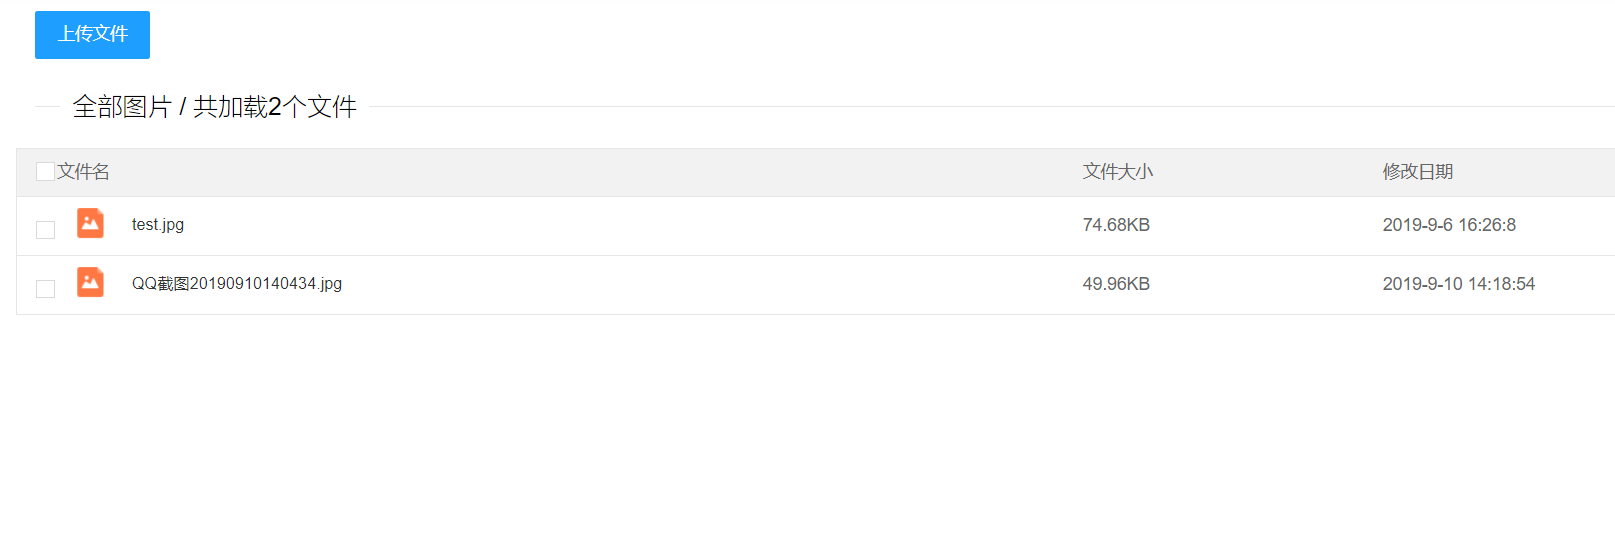 上传文件
全部图片 / 共加载2个文件
文件名 文件大小 修改日期
test.jpg 74.68KB 2019-9-6 16:26:8
QQ截图20190910140434.jpg 49.96KB 2019-9-10 14:18:54